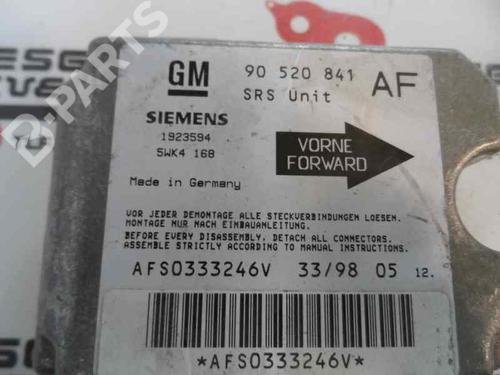 GM 90 520 841 AF
SRS Unit
SIEMENS
1923594
5WK4 168
VORNE
FORWARD
Made in Germany
VOR JEDER DEMONTAGE ALLE STECKVERBINDUNGEN LOESEN.
MONTAGE NUR NACH EINBAUANLEITUNG.
BEFORE EVERY DISASSEMBLY, DETACH ALL CONNECTORS.
ASSEMBLE STRICTLY ACCORDING TO MANUAL INSTRUCTIONS.
AFS0333246V 33/98 05 12.
*AFS0333246V*
B-PARTS